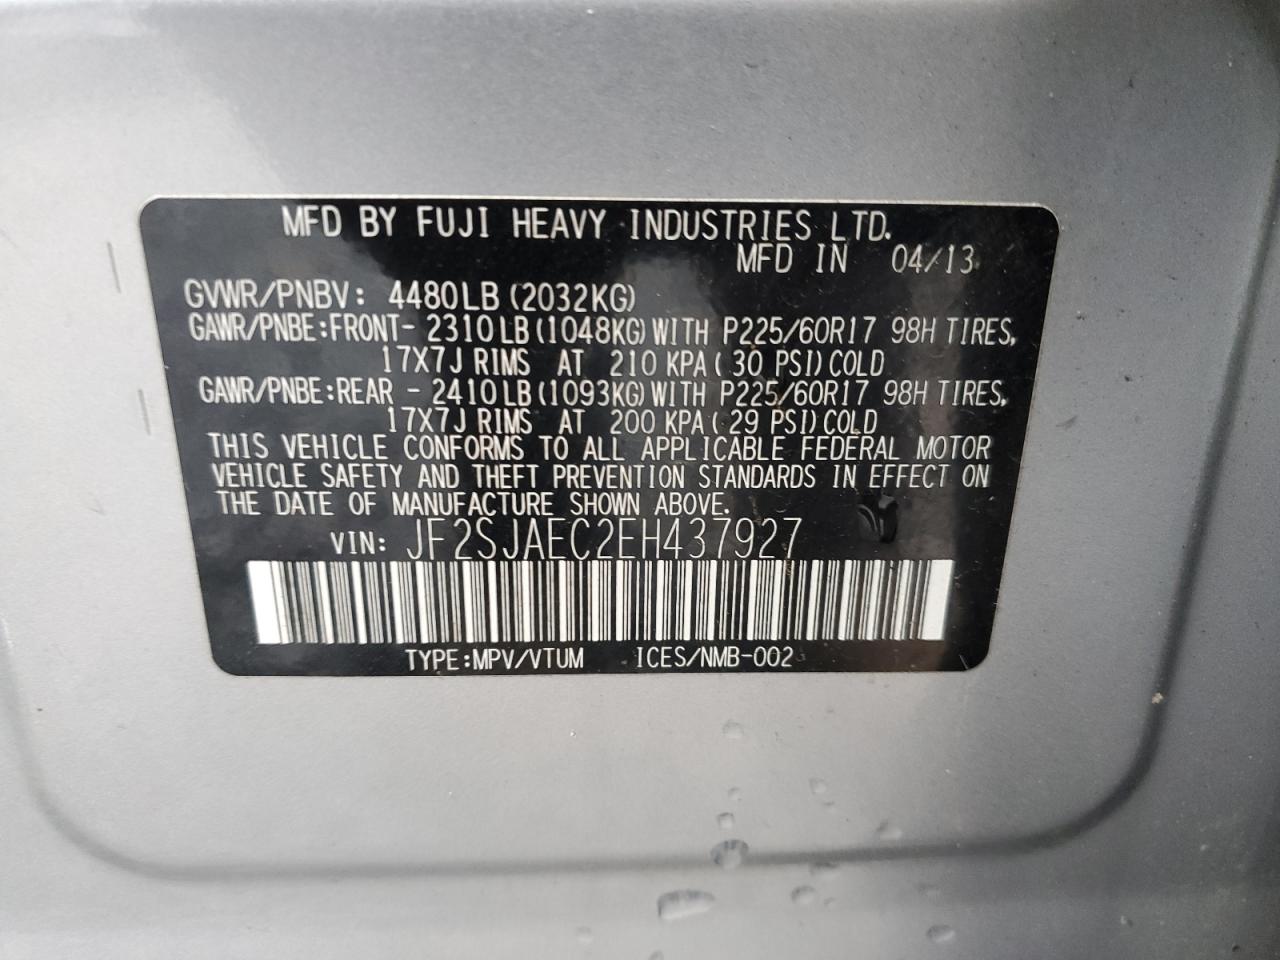 MFD BY FUJI HEAVY INDUSTRIES LTD.
MFD IN 04/13
GVWR/PNBV: 4480LB(2032KG)
GAWR/PNBE:FRONT- 2310LB(1048KG)WITH P225/60R17 98H TIRES,
17X7J RIMS AT 210 KPA( 30 PSI)COLD
GAWR/PNBE:REAR - 2410LB(1093KG)WITH P225/60R17 98H TIRES,
17X7J RIMS AT 200 KPA( 29 PSI)COLD
THIS VEHICLE CONFORMS TO ALL APPLICABLE FEDERAL MOTOR
VEHICLE SAFETY AND THEFT PREVENTION STANDARDS IN EFFECT ON
THE DATE OF MANUFACTURE SHOWN ABOVE.
VIN: JF2SJAEC2EH437927
TYPE:MPV/VTUM ICES/NMB-002